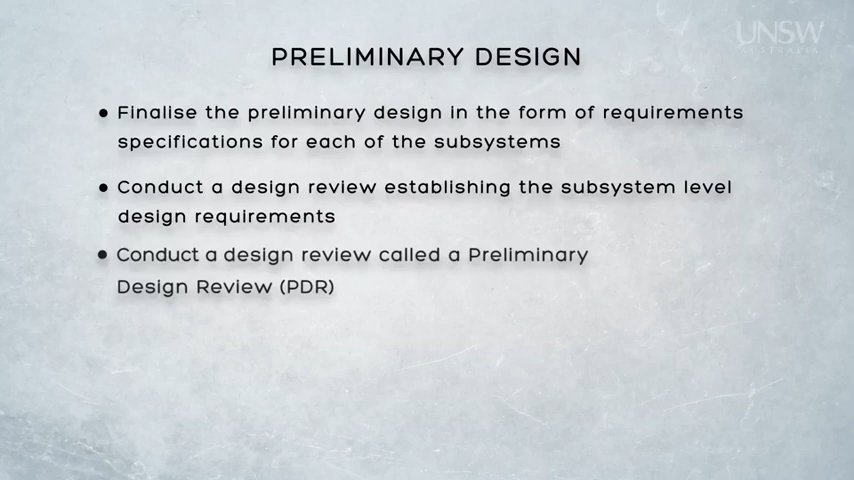 UNSW
AUSTRALIA
PRELIMINARY DESIGN
• Finalise the preliminary design in the form of requirements
specifications for each of the subsystems
• Conduct a design review establishing the subsystem level
design requirements
• Conduct a design review called a Preliminary
Design Review (PDR)